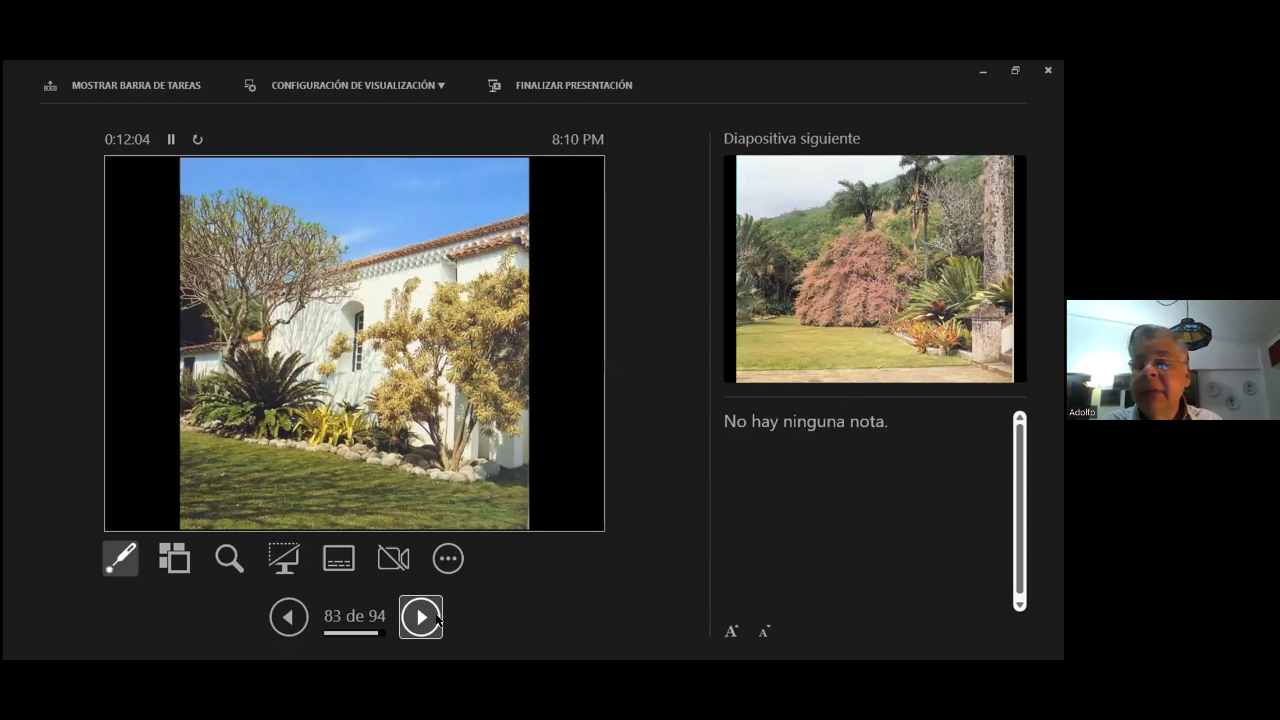 MOSTRAR BARRA DE TAREAS
CONFIGURACIÓN DE VISUALIZACIÓN ▼
FINALIZAR PRESENTACIÓN
0:12:04
8:10 PM
Diapositiva siguiente
No hay ninguna nota.
Adolfo
83 de 94
A A